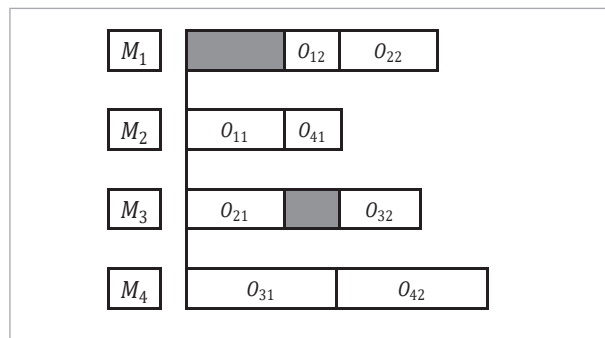 M₁ O₁₂ O₂₂
M₂ O₁₁ O₄₁
M₃ O₂₁ O₃₂
M₄ O₃₁ O₄₂